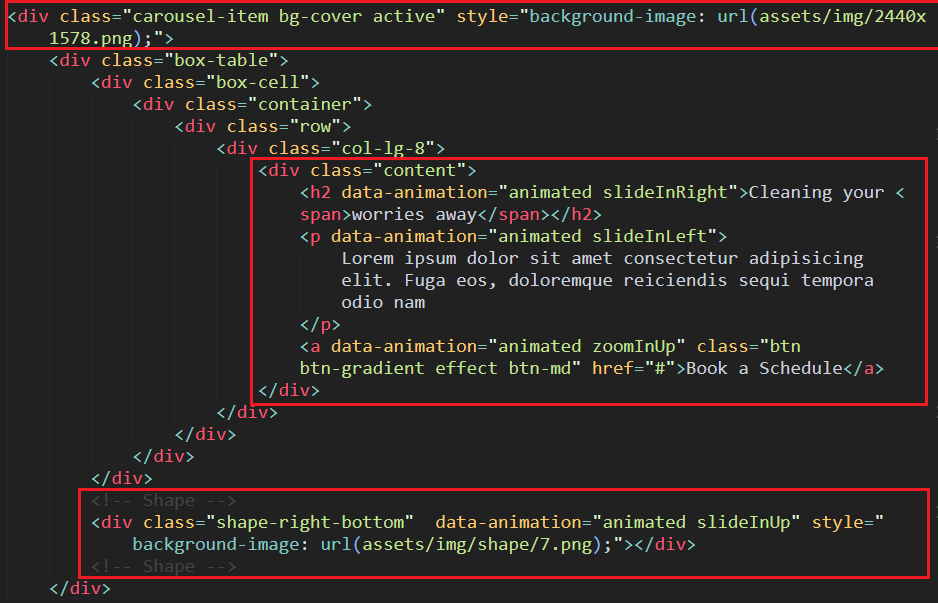 <div class="carousel-item bg-cover active" style="background-image: url(assets/img/2440x
1578.png);">
<div class="box-table">
<div class="box-cell">
<div class="container">
<div class="row">
<div class="col-lg-8">
<div class="content">
<h2 data-animation="animated slideInRight">Cleaning your <
span>worries away</span></h2>
<p data-animation="animated slideInLeft">
Lorem ipsum dolor sit amet consectetur adipisicing
elit. Fuga eos, doloremque reiciendis sequi tempora
odio nam
</p>
<a data-animation="animated zoomInUp" class="btn
btn-gradient effect btn-md" href="#">Book a Schedule</a>
</div>
</div>
</div>
</div>
</div>
<!-- Shape -->
<div class="shape-right-bottom"  data-animation="animated slideInUp" style="
background-image: url(assets/img/shape/7.png);"></div>
<!-- Shape -->
</div>